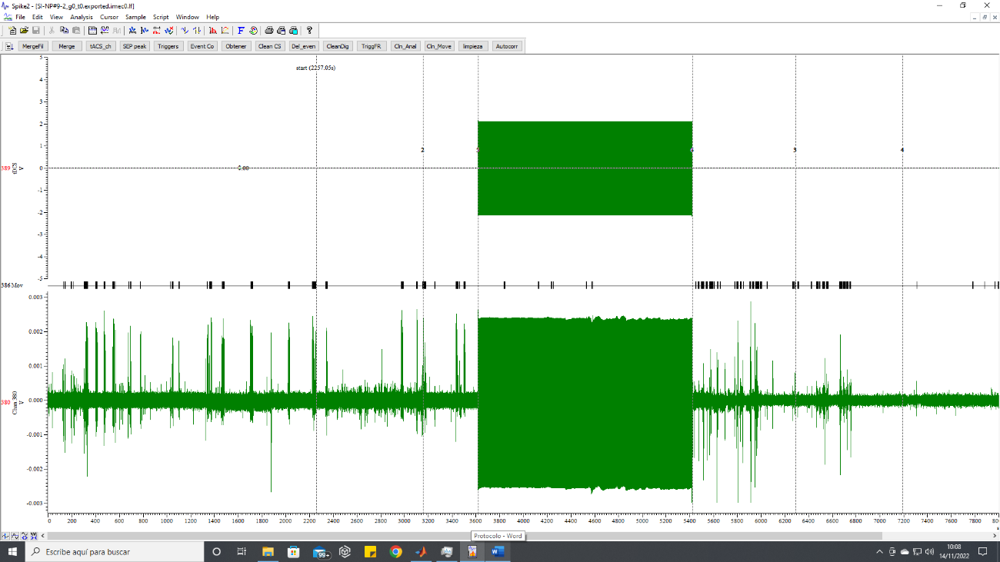 Spike2 - [SI-NP#9-2_g0_t0.exported.imec0.lf]
File Edit View Analysis Cursor Sample Script Window Help
MergeFil Merge tACS_ch SEP peak Triggers Event Co Obtener Clean CS Del_even CleanDig TriggFR Cln_Anal Cln_Move limpieza Autocorr
5
start (2257.05s)
4
3
2
1
2 3 4
389 tDCS V 0 0.00
-1
-2
-3
-4
-5
386 Mov
0.003
0.002
0.001
380 Chan 380 V 0.000
-0.001
-0.002
-0.003
0 200 400 600 800 1000 1200 1400 1600 1800 2000 2200 2400 2600 2800 3000 3200 3400 3600 3800 4000 4200 4400 4600 4800 5000 5200 5400 5600 5800 6000 6200 6400 6600 6800 7000 7200 7400 7600 7800
Protocolo - Word
Escribe aquí para buscar
99+
10:08
14/11/2022